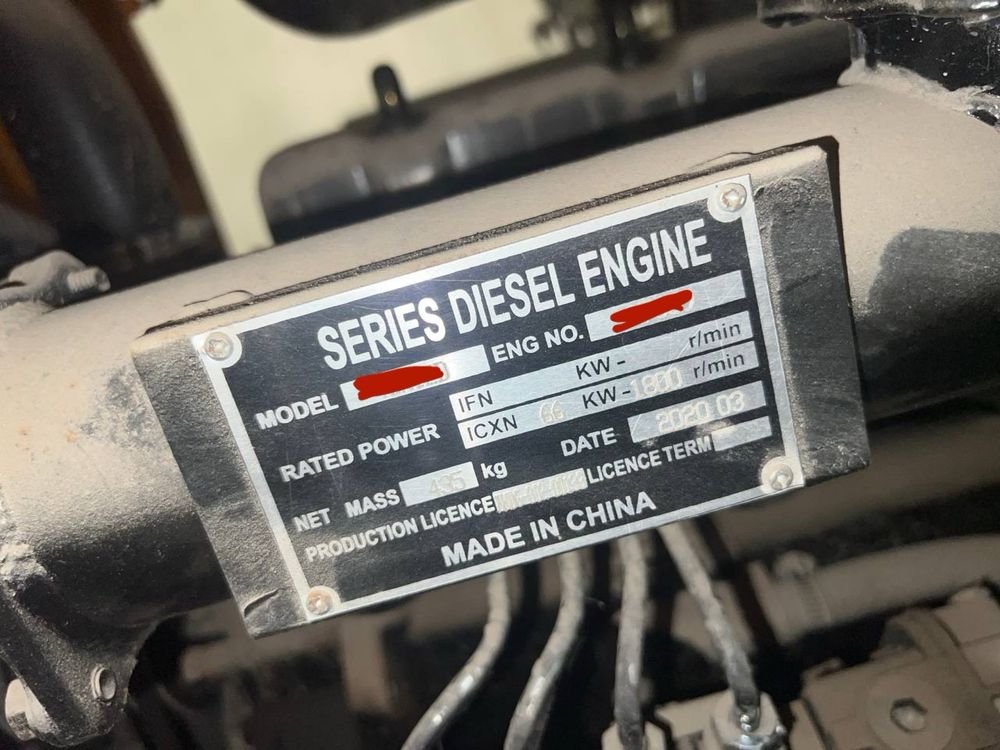 SERIES DIESEL ENGINE
MODEL ENG NO.
RATED POWER
IFN KW- r/min
ICXN 66 KW-1800 r/min
NET MASS 435 kg DATE 2020 03
PRODUCTION LICENCE LICENCE TERM
MADE IN CHINA